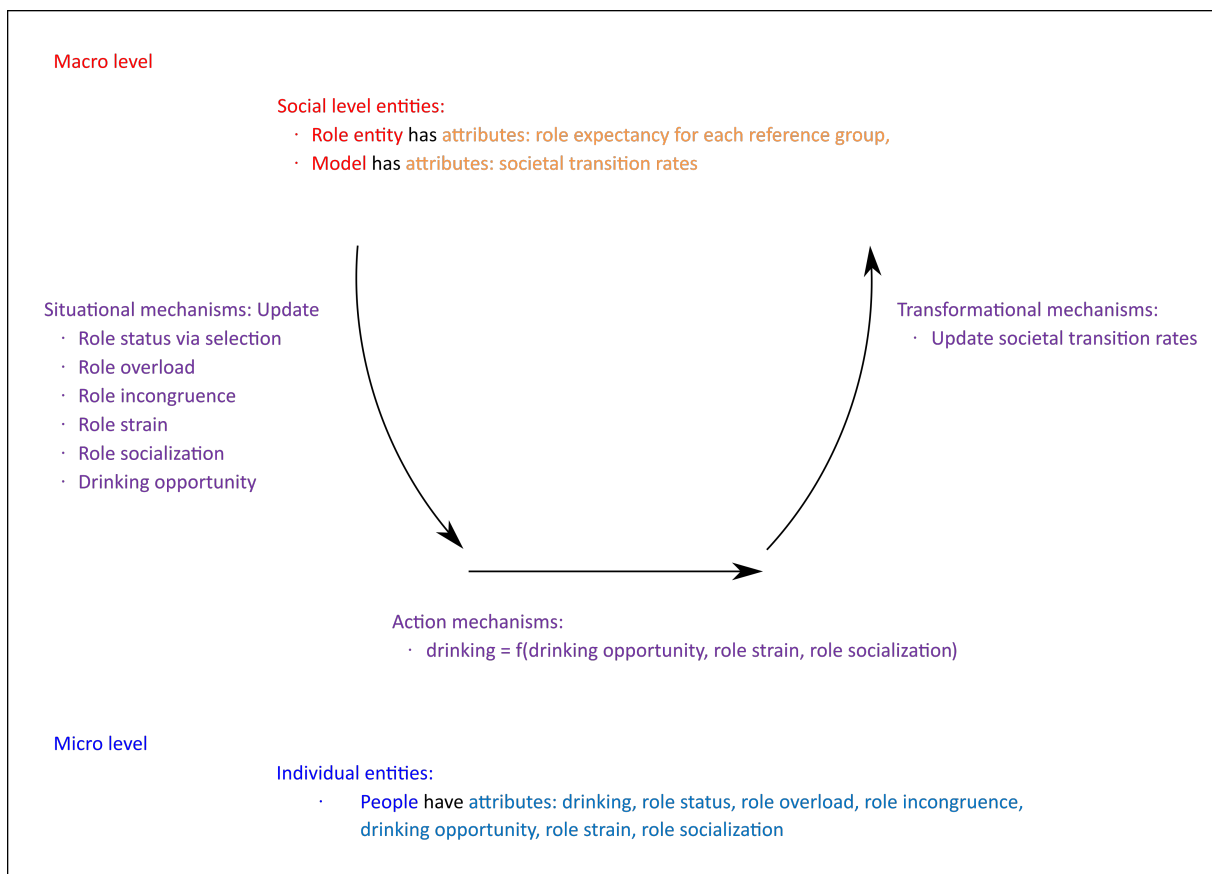 Macro level
Social level entities:
· Role entity has attributes: role expectancy for each reference group,
· Model has attributes: societal transition rates
Situational mechanisms: Update
· Role status via selection
· Role overload
· Role incongruence
· Role strain
· Role socialization
· Drinking opportunity
Transformational mechanisms:
· Update societal transition rates
Action mechanisms:
· drinking = f(drinking opportunity, role strain, role socialization)
Micro level
Individual entities:
· People have attributes: drinking, role status, role overload, role incongruence,
drinking opportunity, role strain, role socialization